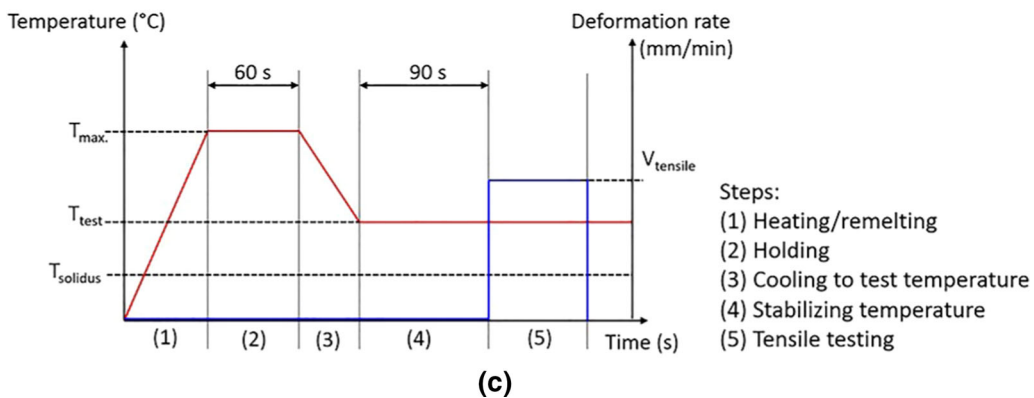 Temperature (°C)
Deformation rate
(mm/min)
60 s
90 s
Tmax.
Vtensile
Ttest
Tsolidus
Steps:
(1) Heating/remelting
(2) Holding
(3) Cooling to test temperature
(4) Stabilizing temperature
(5) Tensile testing
(1)
(2)
(3)
(4)
(5)
Time (s)
(c)